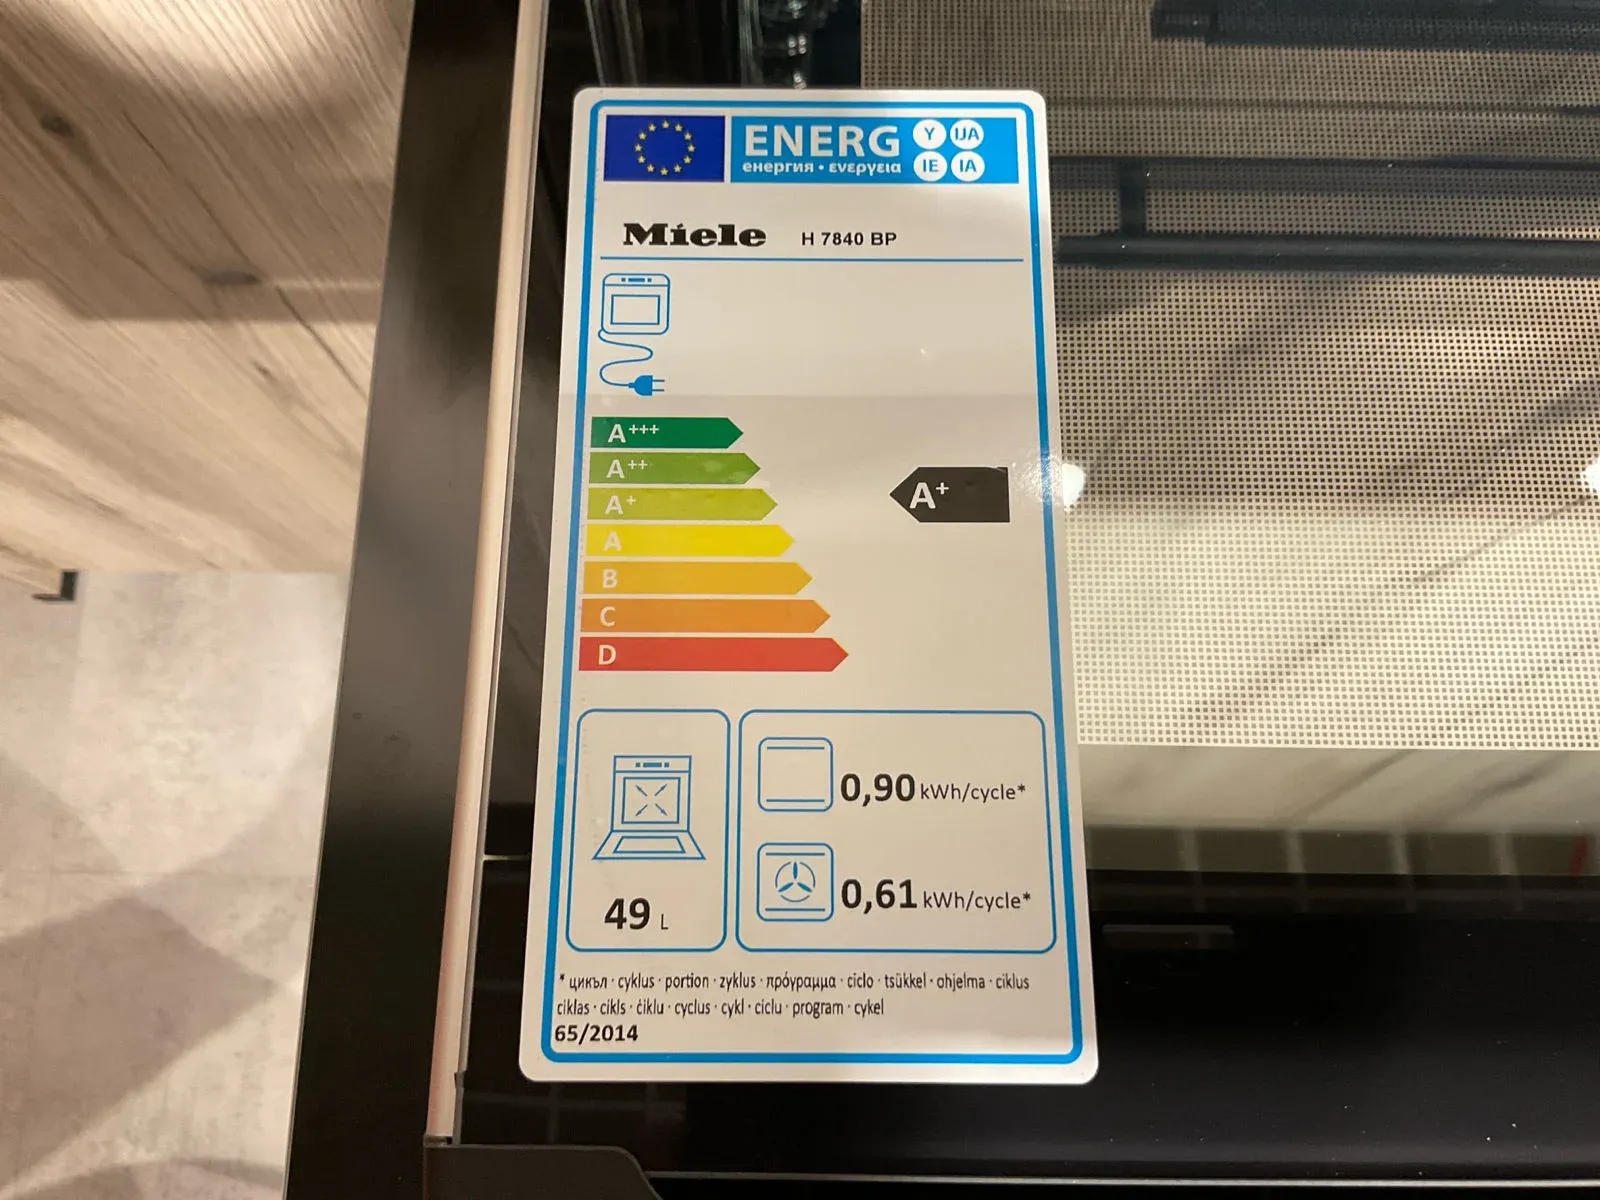 ENERG Y IJA
енергия · ενεργεια IE IA
Miele H 7840 BP
A+++
A++
A+
A+
A
B
C
D
0,90 kWh/cycle*
0,61 kWh/cycle*
49 L
* цикъл · cyklus · portion · zyklus · πρόγραμμα · ciclo · tsükkel · ohjelma · ciklus
ciklas · cikls · ċiklu · cyclus · cykl · ciclu · program · cykel
65/2014